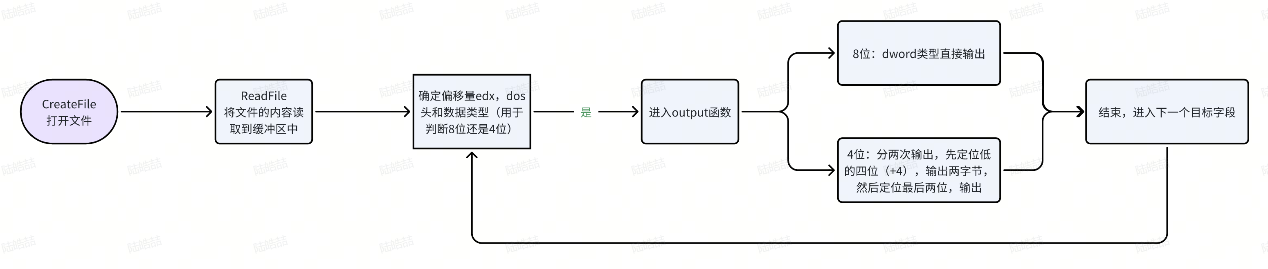 CreateFile
打开文件
ReadFile
将文件的内容读
取到缓冲区中
确定偏移量edx，dos
头和数据类型（用于
判断8位还是4位）
是
进入output函数
8位：dword类型直接输出
4位：分两次输出，先定位低
的四位（+4），输出两字节，
然后定位最后两位，输出
结束，进入下一个目标字段